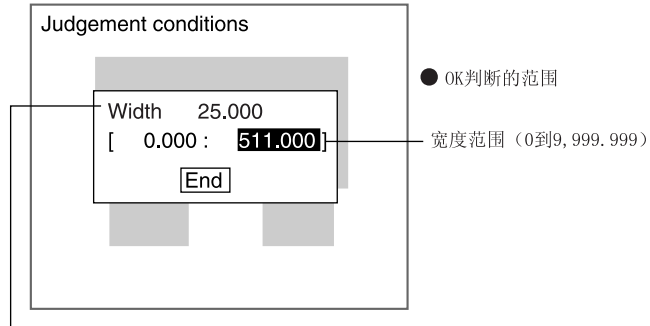 Judgement conditions
● OK判断的范围
Width 25.000
[ 0.000 : 511.000 ]
宽度范围（0到9,999.999）
End